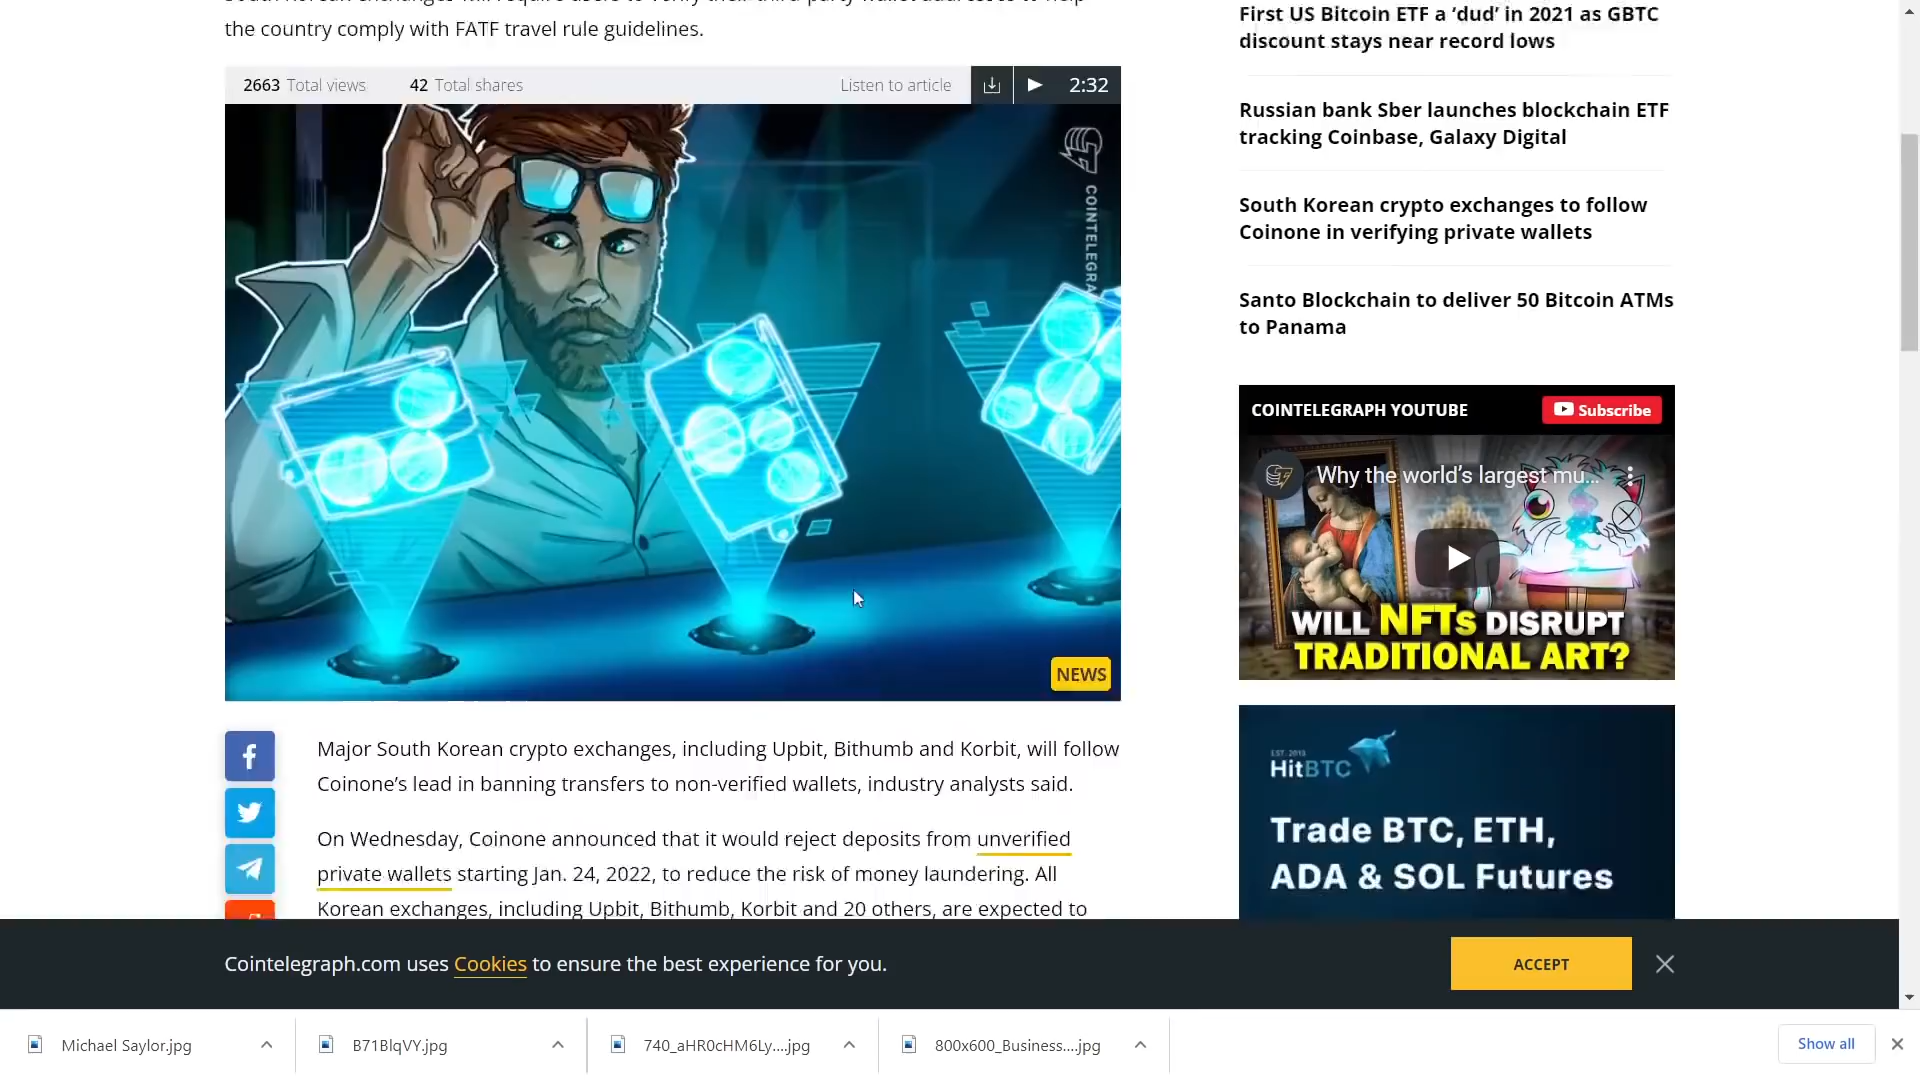 the country comply with FATF travel rule guidelines.
2663 Total views 42 Total shares Listen to article 2:32
COINTELEGRA
NEWS
Major South Korean crypto exchanges, including Upbit, Bithumb and Korbit, will follow
Coinone’s lead in banning transfers to non-verified wallets, industry analysts said.
On Wednesday, Coinone announced that it would reject deposits from unverified
private wallets starting Jan. 24, 2022, to reduce the risk of money laundering. All
Korean exchanges, including Upbit, Bithumb, Korbit and 20 others, are expected to
First US Bitcoin ETF a ‘dud’ in 2021 as GBTC
discount stays near record lows
Russian bank Sber launches blockchain ETF
tracking Coinbase, Galaxy Digital
South Korean crypto exchanges to follow
Coinone in verifying private wallets
Santo Blockchain to deliver 50 Bitcoin ATMs
to Panama
COINTELEGRAPH YOUTUBE Subscribe
Why the world’s largest mu...
WILL NFTs DISRUPT
TRADITIONAL ART?
EST. 2013
HitBTC
Trade BTC, ETH,
ADA & SOL Futures
Cointelegraph.com uses Cookies to ensure the best experience for you.
ACCEPT
Michael Saylor.jpg
B71BlqVY.jpg
740_aHR0cHM6Ly....jpg
800x600_Business....jpg
Show all